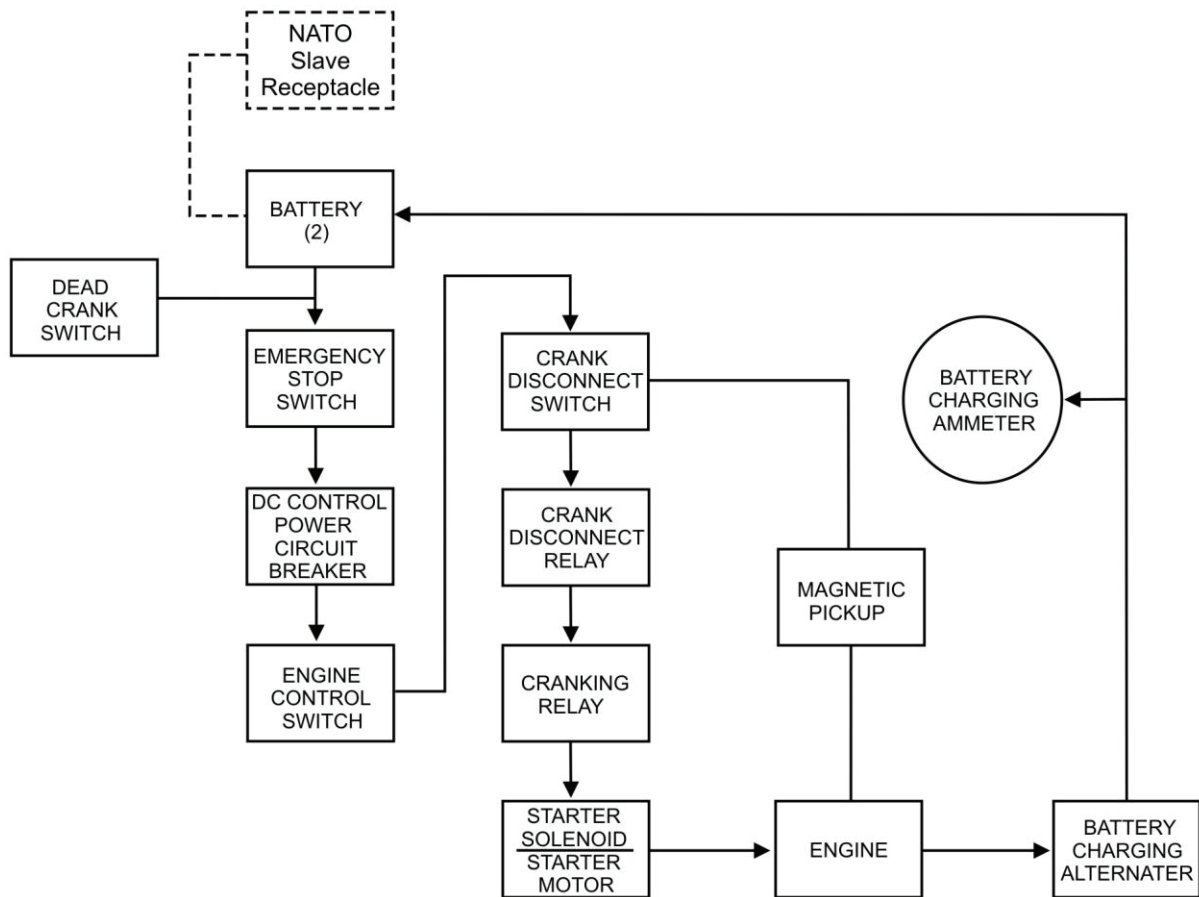 NATO
Slave
Receptacle
BATTERY
(2)
DEAD
CRANK
SWITCH
EMERGENCY
STOP
SWITCH
DC CONTROL
POWER
CIRCUIT
BREAKER
ENGINE
CONTROL
SWITCH
CRANK
DISCONNECT
SWITCH
CRANK
DISCONNECT
RELAY
CRANKING
RELAY
STARTER
SOLENOID
STARTER
MOTOR
MAGNETIC
PICKUP
ENGINE
BATTERY
CHARGING
AMMETER
BATTERY
CHARGING
ALTERNATER